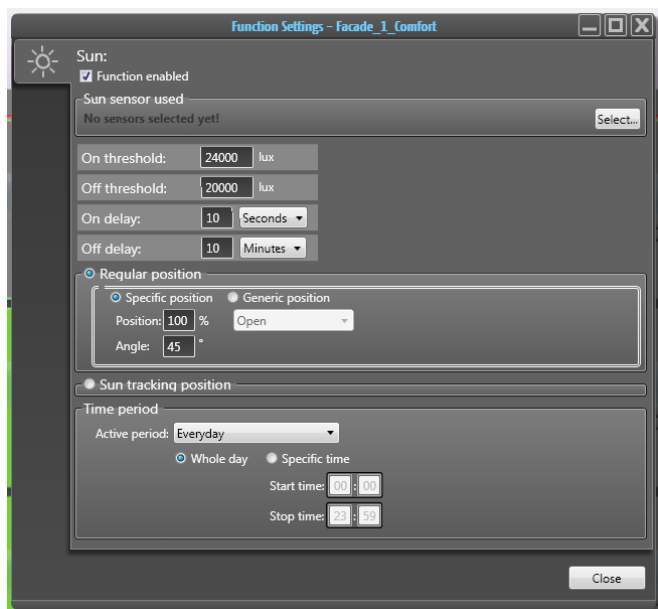 Function Settings – Facade_1_Comfort
Sun:
Function enabled
Sun sensor used
No sensors selected yet!
Select...
On threshold: 24000 lux
Off threshold: 20000 lux
On delay: 10 Seconds
Off delay: 10 Minutes
Regular position
Specific position Generic position
Position: 100 % Open
Angle: 45 °
Sun tracking position
Time period
Active period: Everyday
Whole day Specific time
Start time: 00 : 00
Stop time: 23 : 59
Close